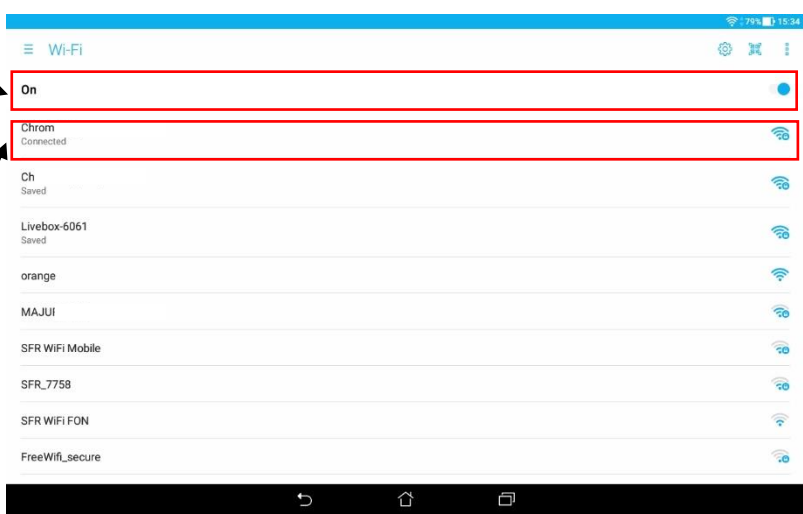 79% 15:34
Wi-Fi
On
Chrom
Connected
Ch
Saved
Livebox-6061
Saved
orange
MAJUI
SFR WiFi Mobile
SFR_7758
SFR WiFi FON
FreeWifi_secure